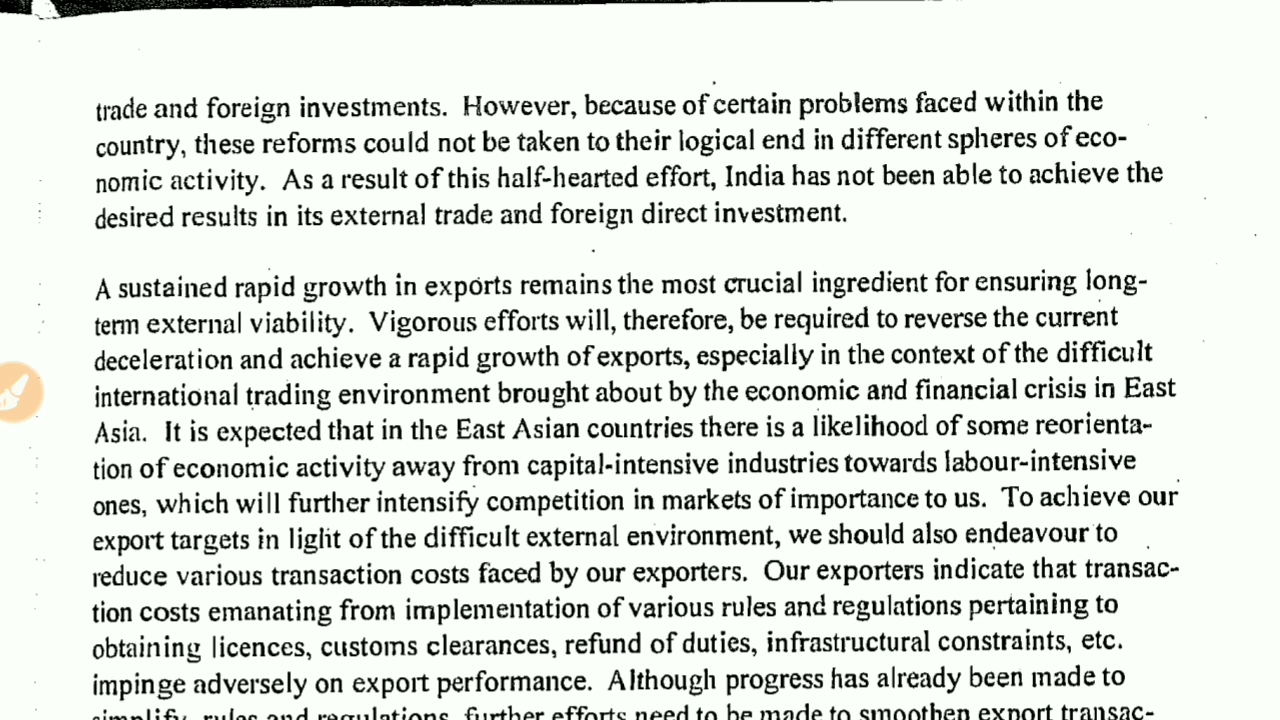 trade and foreign investments. However, because of certain problems faced within the
country, these reforms could not be taken to their logical end in different spheres of eco-
nomic activity. As a result of this half-hearted effort, India has not been able to achieve the
desired results in its external trade and foreign direct investment.
A sustained rapid growth in exports remains the most crucial ingredient for ensuring long-
term external viability. Vigorous efforts will, therefore, be required to reverse the current
deceleration and achieve a rapid growth of exports, especially in the context of the difficult
international trading environment brought about by the economic and financial crisis in East
Asia. It is expected that in the East Asian countries there is a likelihood of some reorienta-
tion of economic activity away from capital-intensive industries towards labour-intensive
ones, which will further intensify competition in markets of importance to us. To achieve our
export targets in light of the difficult external environment, we should also endeavour to
reduce various transaction costs faced by our exporters. Our exporters indicate that transac-
tion costs emanating from implementation of various rules and regulations pertaining to
obtaining licences, customs clearances, refund of duties, infrastructural constraints, etc.
impinge adversely on export performance. Although progress has already been made to
simplify rules and regulations, further efforts need to be made to smoothen export transac-